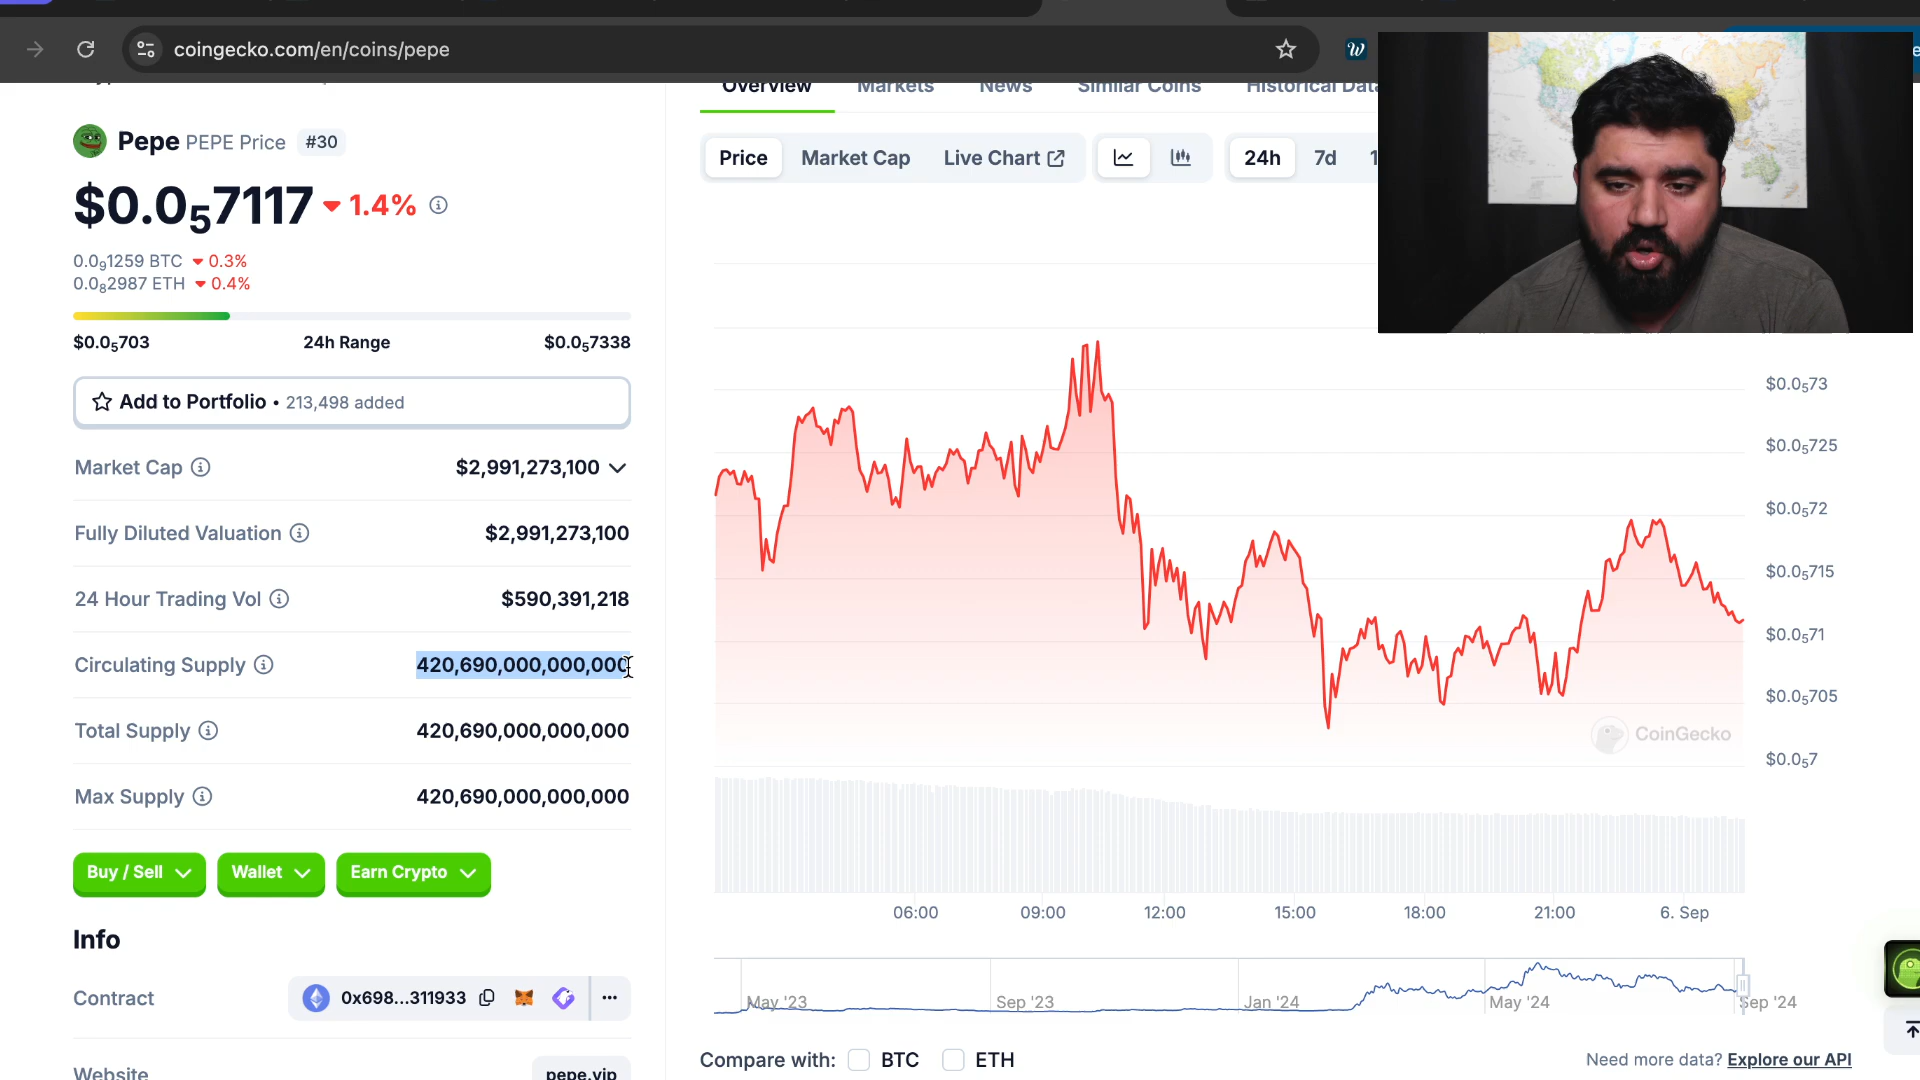 coingecko.com/en/coins/pepe
Overview Markets News Similar Coins Historical Data
Pepe PEPE Price #30
Price Market Cap Live Chart 24h 7d 1
$0.0₅7117 1.4%
0.0₉1259 BTC 0.3%
0.0₈2987 ETH 0.4%
$0.0₅703 24h Range $0.0₅7338
Add to Portfolio • 213,498 added
Market Cap $2,991,273,100
Fully Diluted Valuation $2,991,273,100
24 Hour Trading Vol $590,391,218
Circulating Supply 420,690,000,000,000
Total Supply 420,690,000,000,000
Max Supply 420,690,000,000,000
Buy / Sell Wallet Earn Crypto
Info
Contract 0x698...311933
Website pepe.vip
$0.0₅73
$0.0₅725
$0.0₅72
$0.0₅715
$0.0₅71
$0.0₅705
$0.0₅7
CoinGecko
06:00 09:00 12:00 15:00 18:00 21:00 6. Sep
May '23 Sep '23 Jan '24 May '24 Sep '24
Compare with: BTC ETH
Need more data? Explore our API